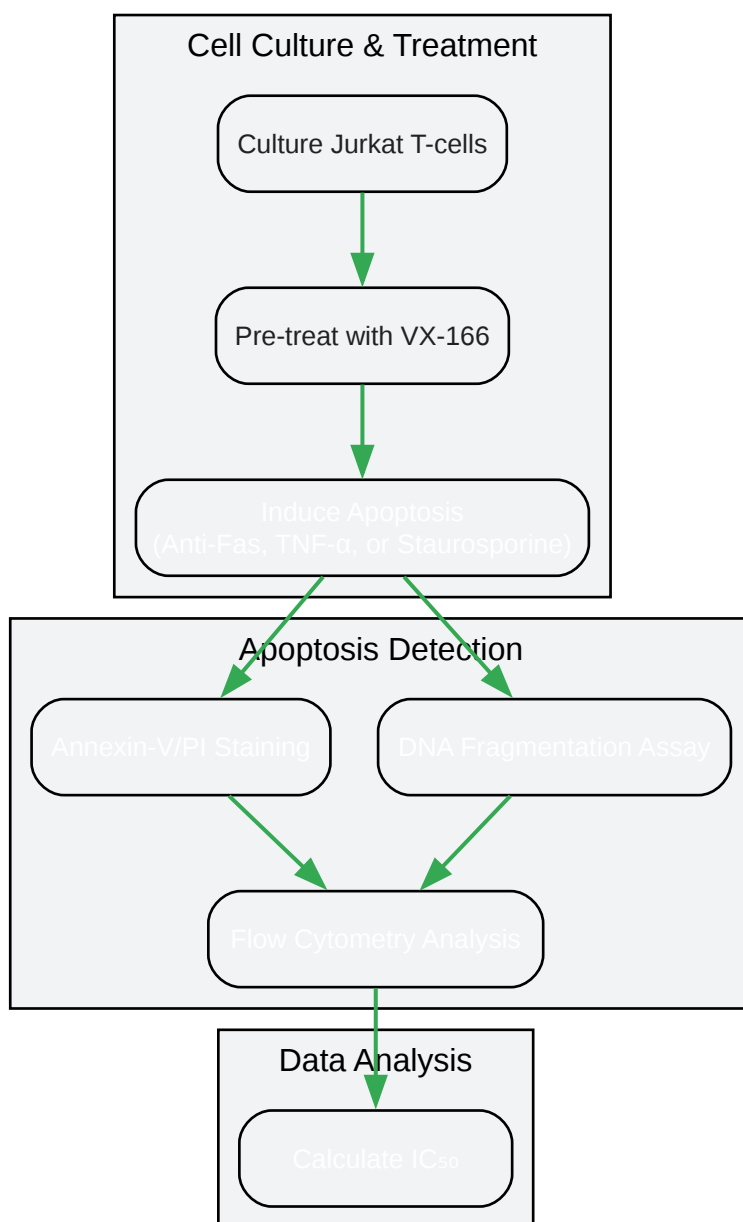 Cell Culture & Treatment
Culture Jurkat T-cells
Pre-treat with VX-166
Induce Apoptosis
(Anti-Fas, TNF-α, or Staurosporine)
Apoptosis Detection
Annexin-V/PI Staining
DNA Fragmentation Assay
Flow Cytometry Analysis
Data Analysis
Calculate IC₅₀